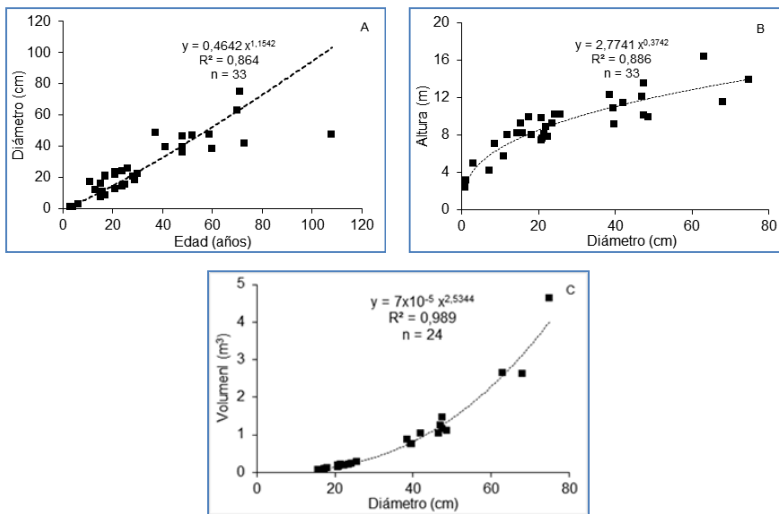 A
y = 0,4642 x^1,1542
R² = 0,864
n = 33
Diámetro (cm)
120
100
80
60
40
20
0
0 20 40 60 80 100 120
Edad (años)
B
y = 2,7741 x^0,3742
R² = 0,886
n = 33
Altura (m)
20
16
12
8
4
0
0 20 40 60 80
Diámetro (cm)
C
y = 7x10^-5 x^2,5344
R² = 0,989
n = 24
Volumenl (m³)
5
4
3
2
1
0
0 20 40 60 80
Diámetro (cm)